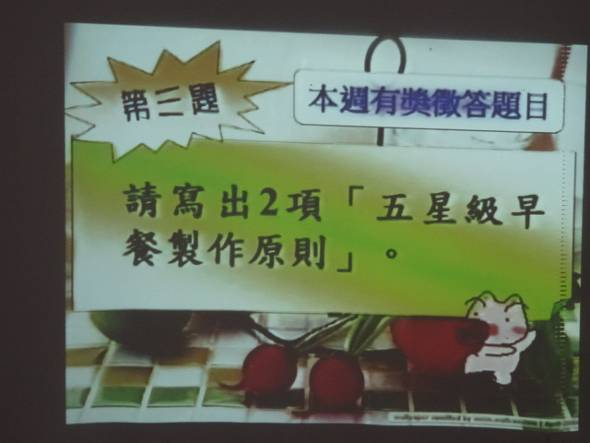 第三題
本週有獎徵答題目
請寫出2項「五星級早
餐製作原則」。